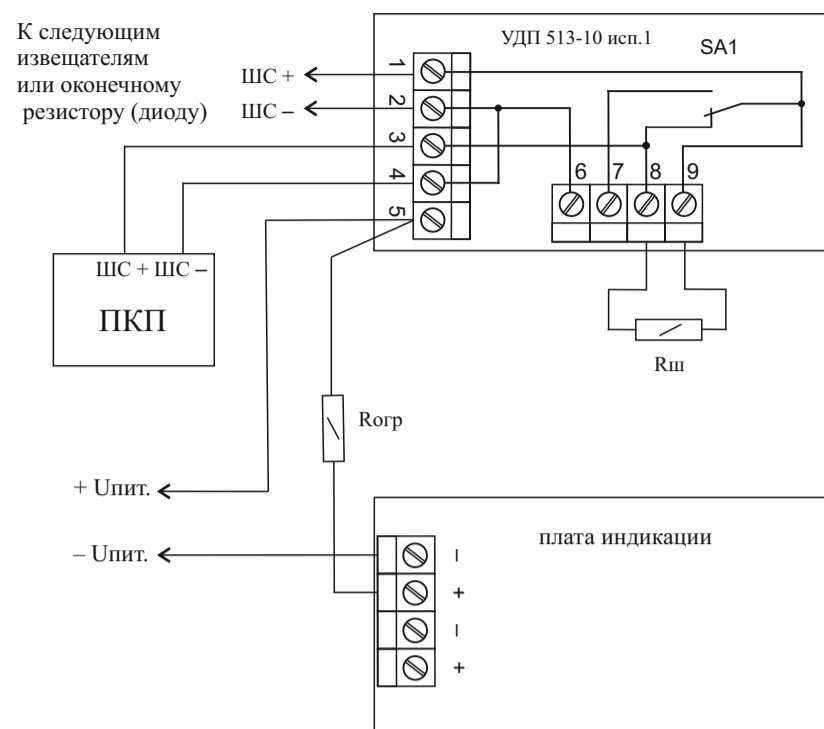 К следующим
извещателям
или оконечному
резистору (диоду)
ШС +
ШС –
1
2
3
4
5
УДП 513-10 исп.1
SA1
6 7 8 9
ШС + ШС –
ПКП
Rш
Rогр
+ Uпит.
– Uпит.
плата индикации
–
+
–
+